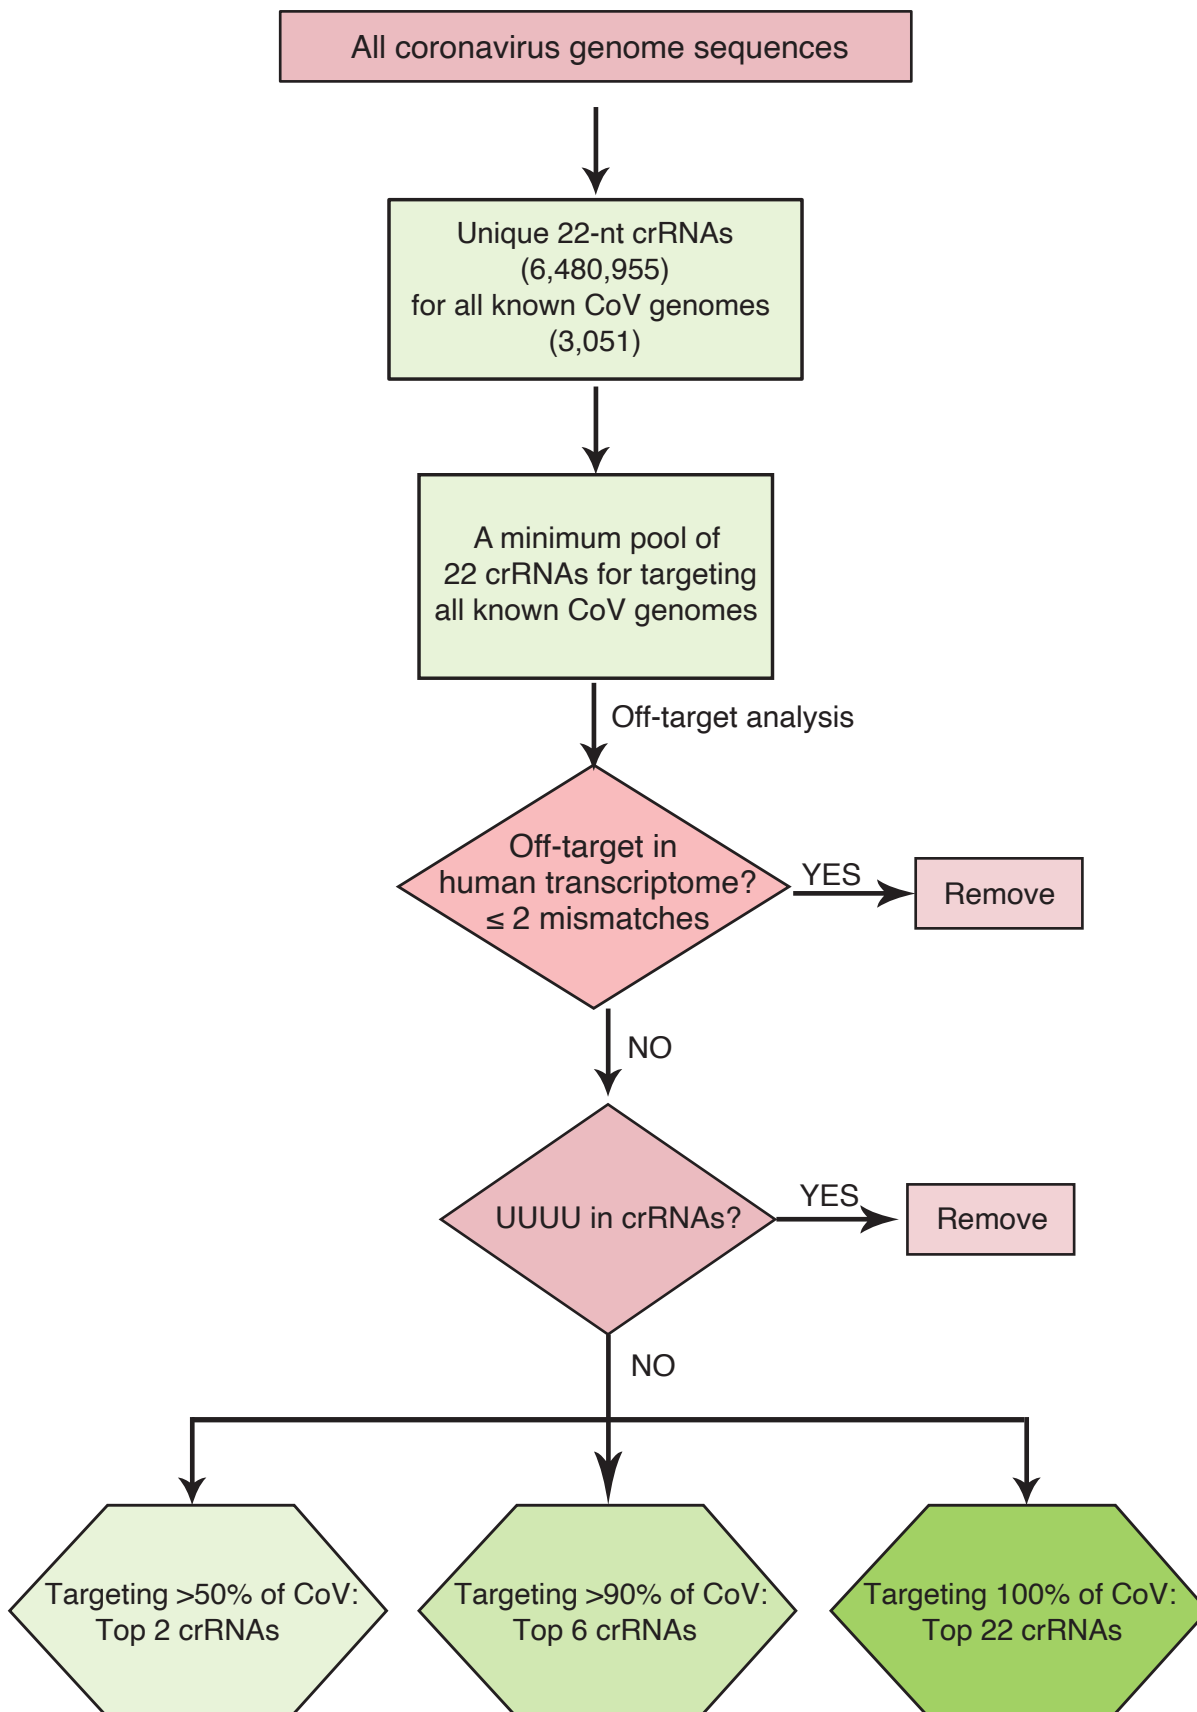 All coronavirus genome sequences
Unique 22-nt crRNAs
(6,480,955)
for all known CoV genomes
(3,051)
A minimum pool of
22 crRNAs for targeting
all known CoV genomes
Off-target analysis
Off-target in
human transcriptome?
≤ 2 mismatches
YES
Remove
NO
UUUU in crRNAs?
YES
Remove
NO
Targeting >50% of CoV:
Top 2 crRNAs
Targeting >90% of CoV:
Top 6 crRNAs
Targeting 100% of CoV:
Top 22 crRNAs